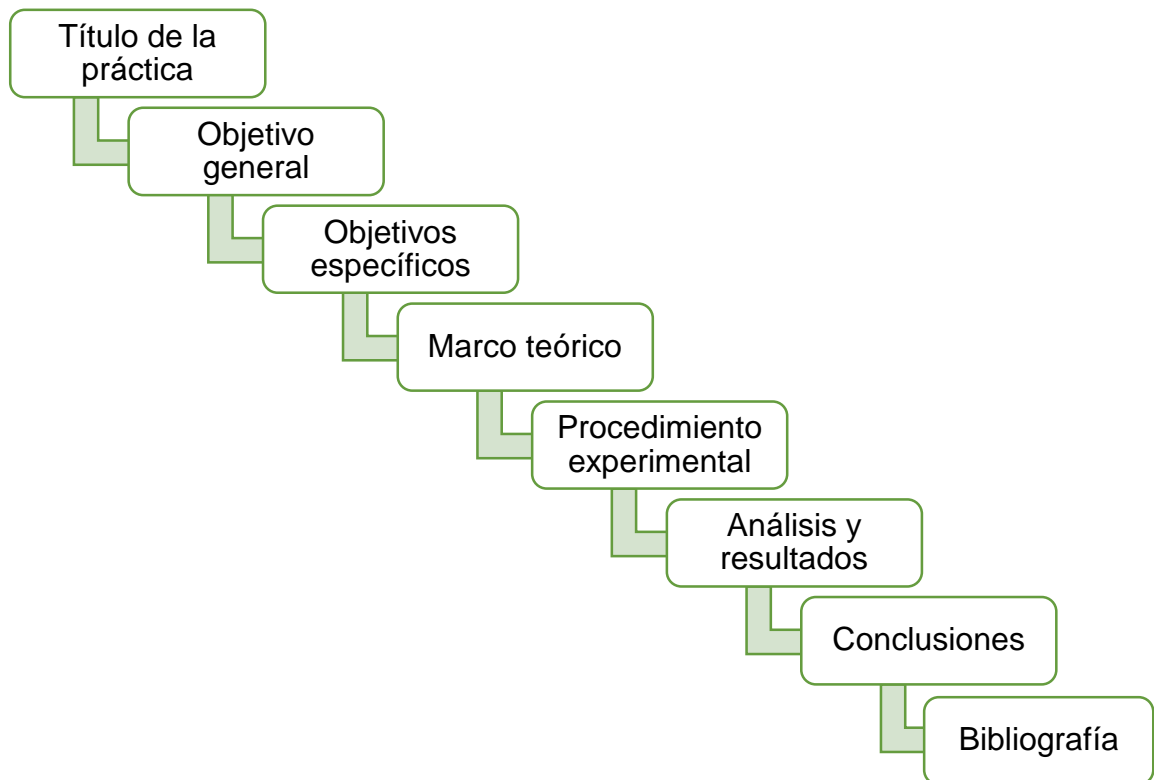 Título de la
práctica
Objetivo
general
Objetivos
específicos
Marco teórico
Procedimiento
experimental
Análisis y
resultados
Conclusiones
Bibliografía